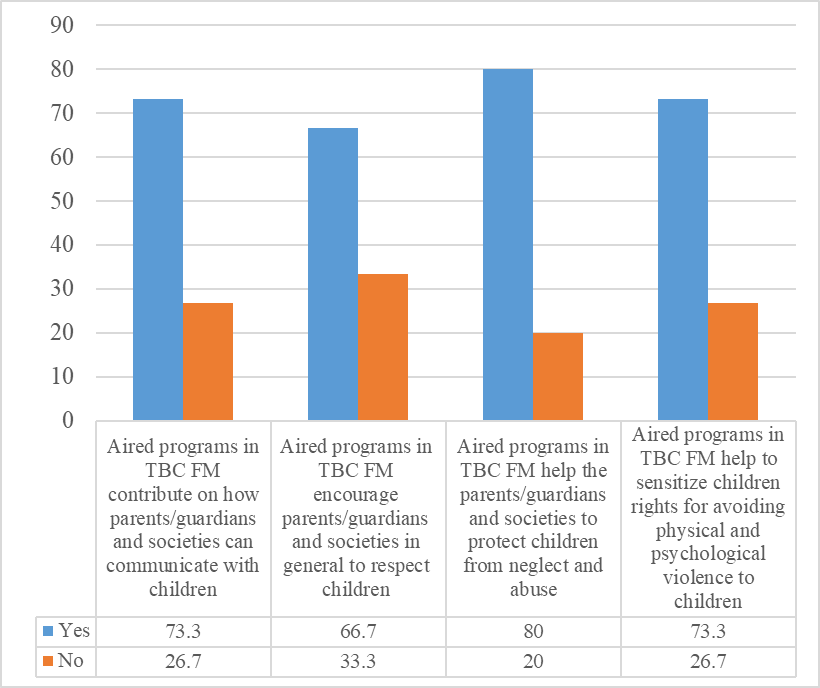 90
80
70
60
50
40
30
20
10
0
Aired programs in
TBC FM
contribute on how
parents/guardians
and societies can
communicate with
children
Aired programs in
TBC FM
encourage
parents/guardians
and societies in
general to respect
children
Aired programs in
TBC FM help the
parents/guardians
and societies to
protect children
from neglect and
abuse
Aired programs in
TBC FM help to
sensitize children
rights for avoiding
physical and
psychological
violence to
children
Yes 73.3 66.7 80 73.3
No 26.7 33.3 20 26.7